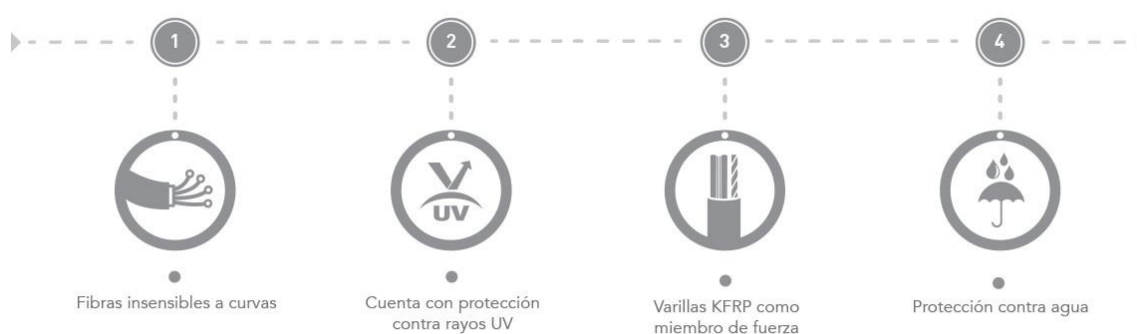 1
2
3
4
UV
Fibras insensibles a curvas
Cuenta con protección
contra rayos UV
Varillas KFRP como
miembro de fuerza
Protección contra agua